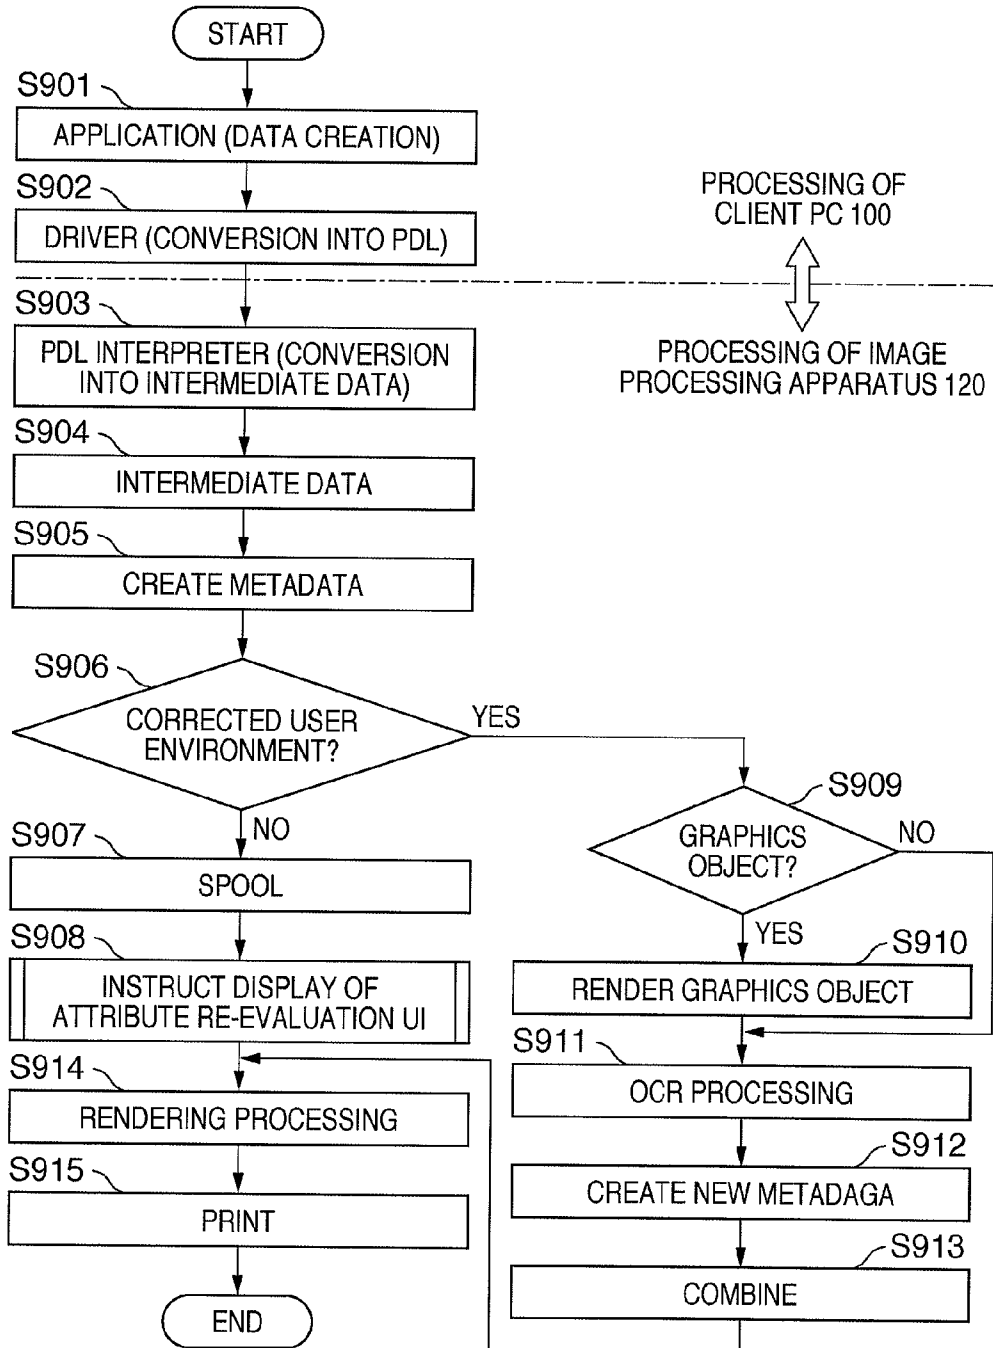 START
S901
APPLICATION (DATA CREATION)
S902
DRIVER (CONVERSION INTO PDL)
PROCESSING OF
CLIENT PC 100
PROCESSING OF IMAGE
PROCESSING APPARATUS 120
S903
PDL INTERPRETER (CONVERSION
INTO INTERMEDIATE DATA)
S904
INTERMEDIATE DATA
S905
CREATE METADATA
S906
CORRECTED USER
ENVIRONMENT?
YES
NO
S907
SPOOL
S908
INSTRUCT DISPLAY OF
ATTRIBUTE RE-EVALUATION UI
S909
GRAPHICS
OBJECT?
NO
YES
S910
RENDER GRAPHICS OBJECT
S911
OCR PROCESSING
S912
CREATE NEW METADAGA
S913
COMBINE
S914
RENDERING PROCESSING
S915
PRINT
END